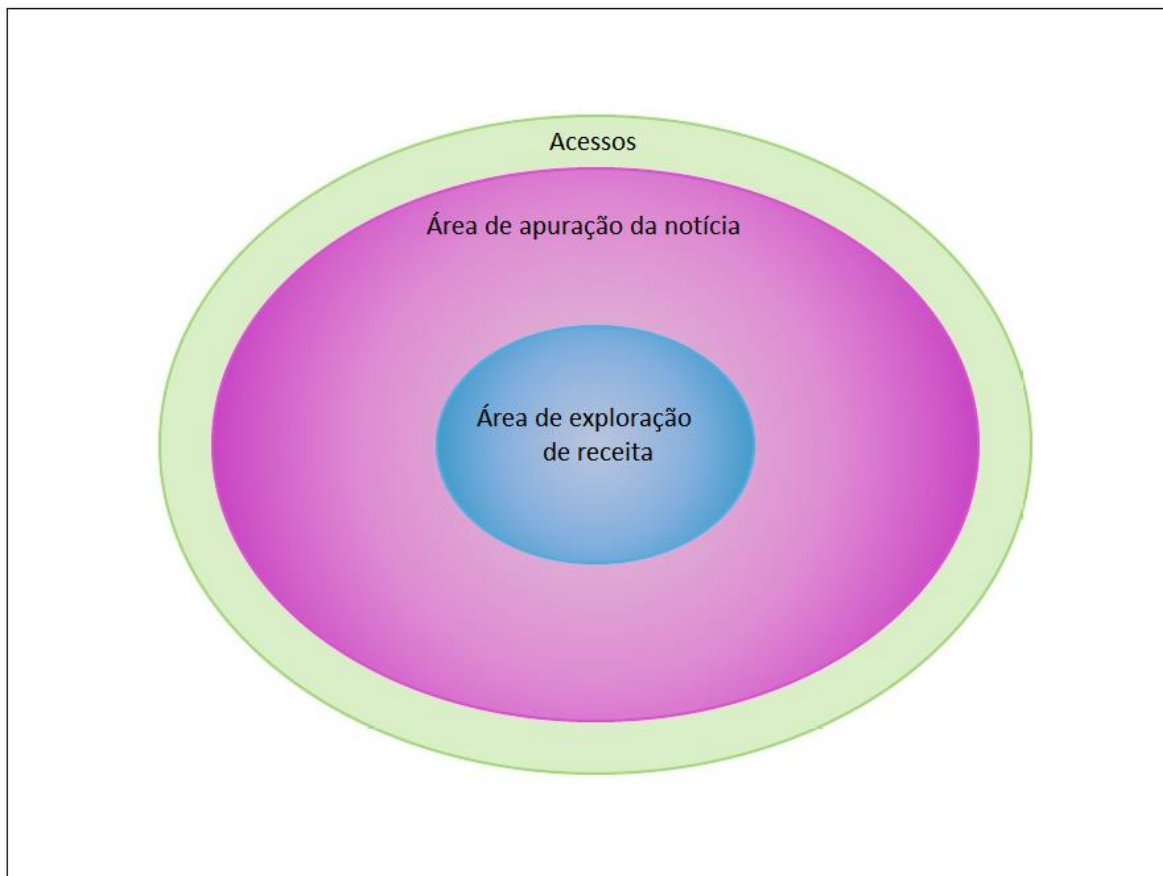 Acessos
Área de apuração da notícia
Área de exploração
de receita